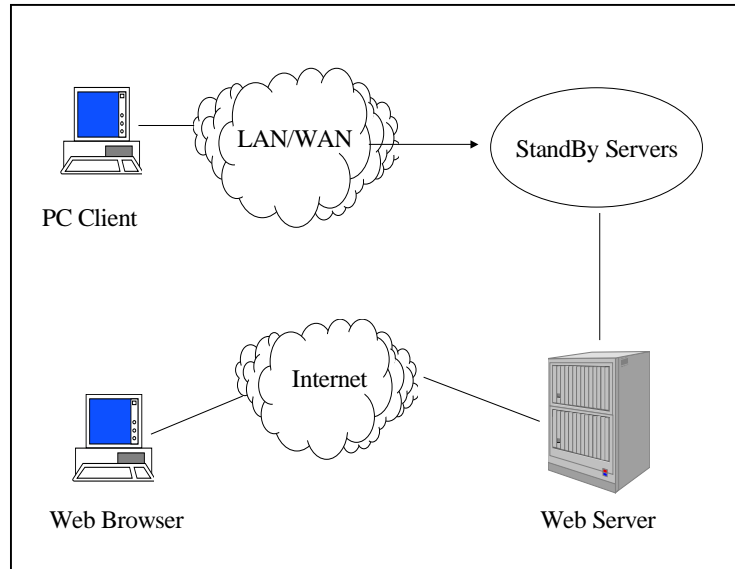 LAN/WAN
StandBy Servers
PC Client
Internet
Web Browser
Web Server